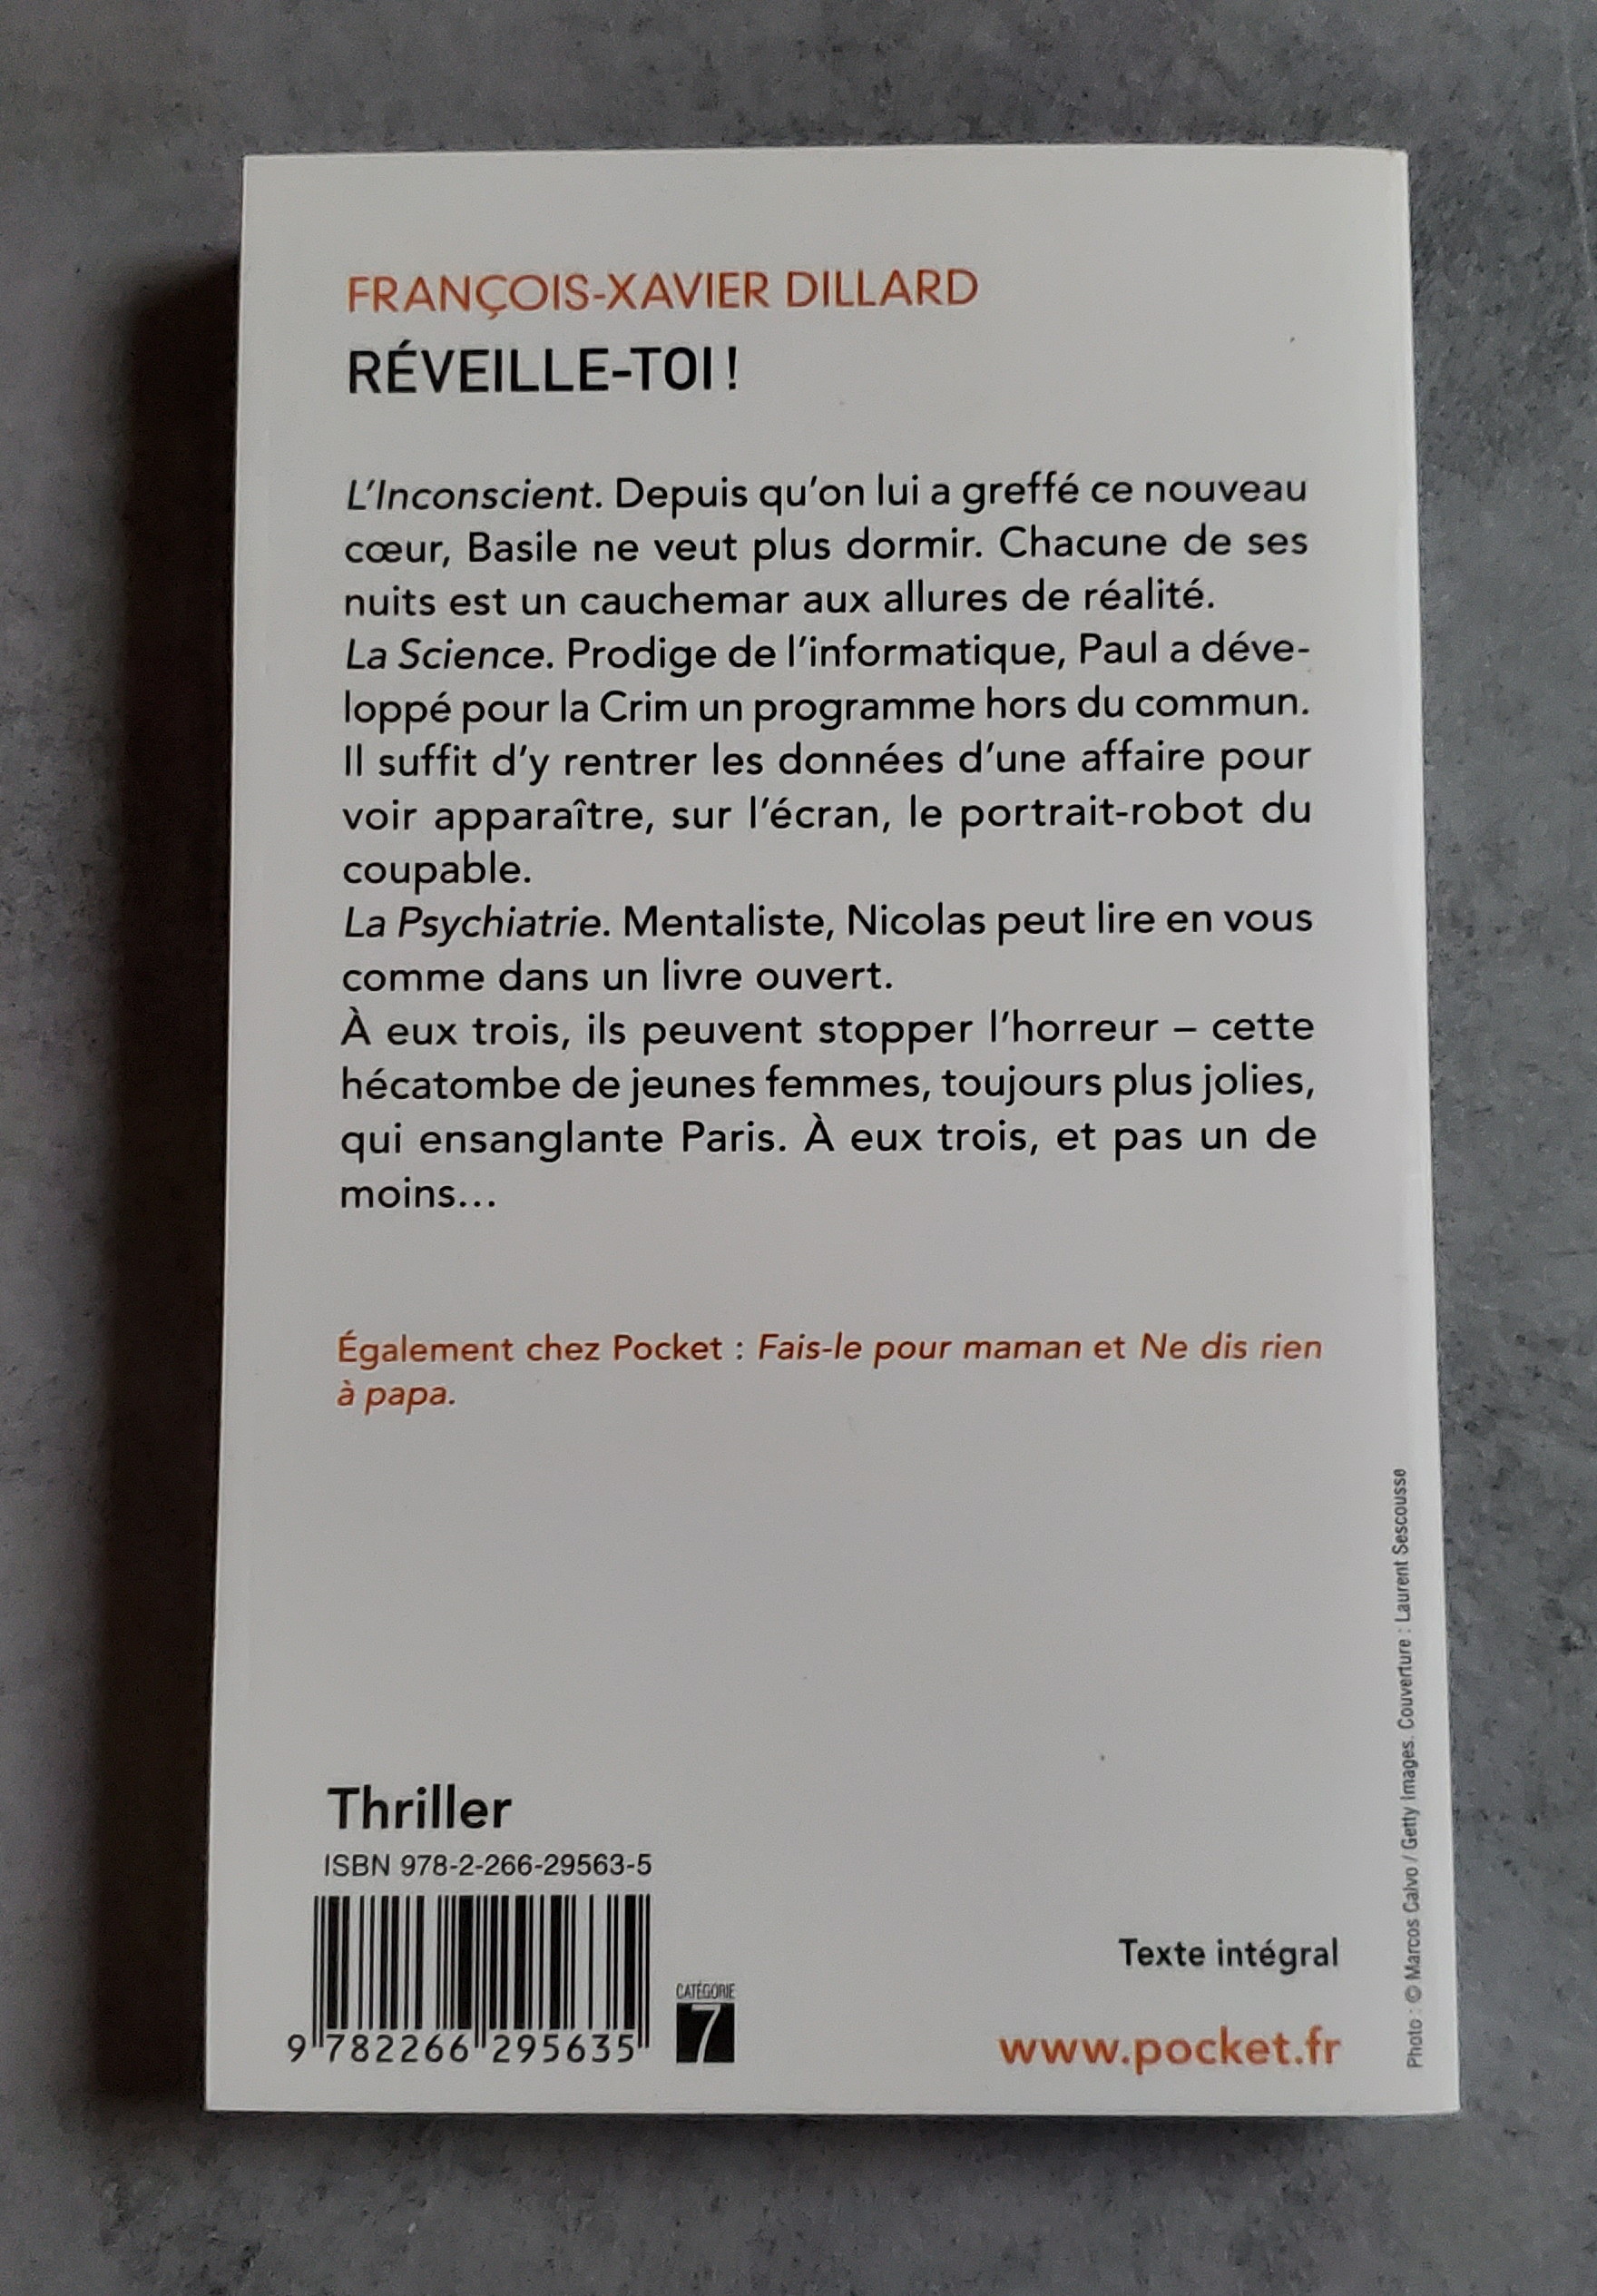 FRANÇOIS-XAVIER DILLARD
RÉVEILLE-TOI !
L'Inconscient. Depuis qu'on lui a greffé ce nouveau
cœur, Basile ne veut plus dormir. Chacune de ses
nuits est un cauchemar aux allures de réalité.
La Science. Prodige de l'informatique, Paul a déve-
loppé pour la Crim un programme hors du commun.
Il suffit d'y rentrer les données d'une affaire pour
voir apparaître, sur l'écran, le portrait-robot du
coupable.
La Psychiatrie. Mentaliste, Nicolas peut lire en vous
comme dans un livre ouvert.
À eux trois, ils peuvent stopper l'horreur – cette
hécatombe de jeunes femmes, toujours plus jolies,
qui ensanglante Paris. À eux trois, et pas un de
moins...
Également chez Pocket : Fais-le pour maman et Ne dis rien
à papa.
Thriller
ISBN 978-2-266-29563-5
9 782266 295635
CATÉGORIE
7
Texte intégral
www.pocket.fr
Photo : © Marcos Calvo / Getty Images. Couverture : Laurent Sescousse